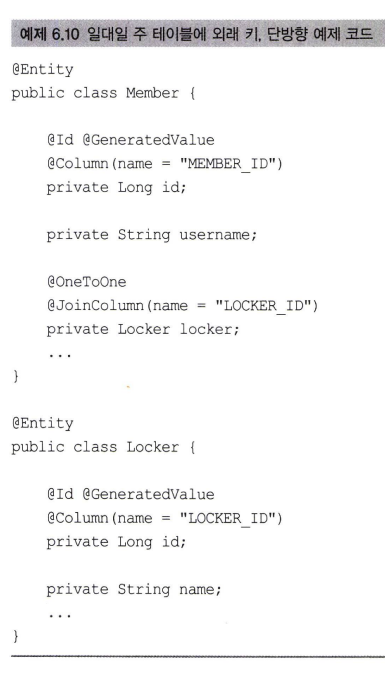 예제 6.10 일대일 주 테이블에 외래 키, 단방향 예제 코드
@Entity
public class Member {
@Id @GeneratedValue
@Column(name = "MEMBER_ID")
private Long id;
private String username;
@OneToOne
@JoinColumn(name = "LOCKER_ID")
private Locker locker;
...
}
@Entity
public class Locker {
@Id @GeneratedValue
@Column(name = "LOCKER_ID")
private Long id;
private String name;
...
}